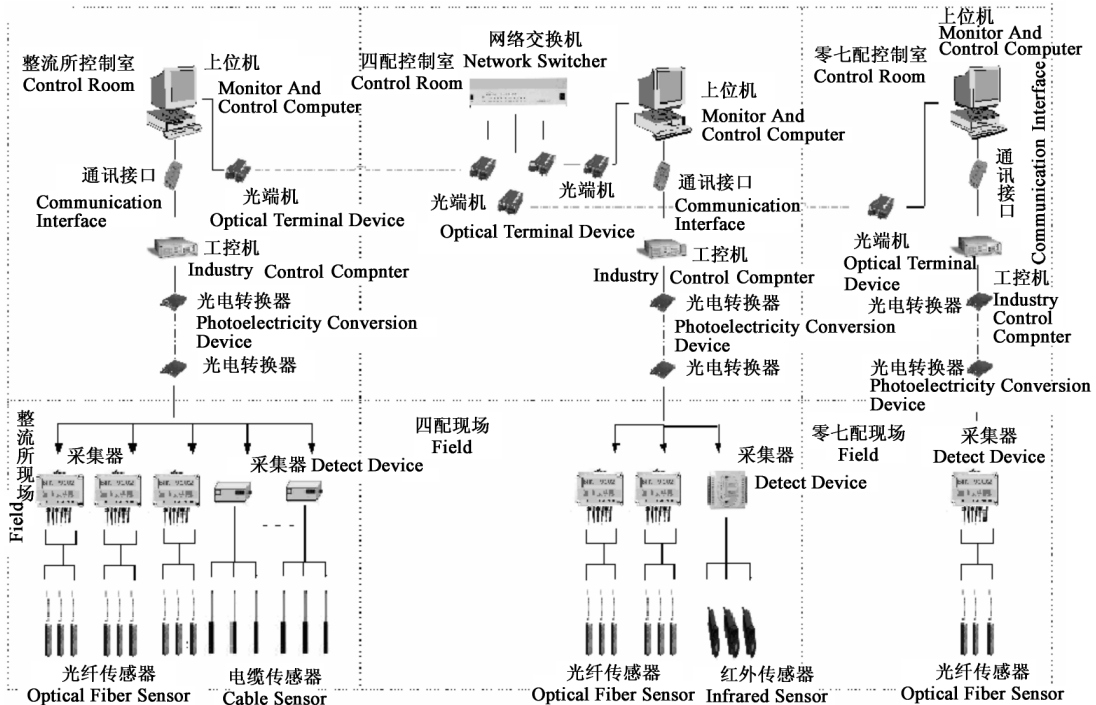 整流所控制室
Control Room
上位机
Monitor And
Control Computer
通讯接口
Communication
Interface
光端机
Optical Terminal Device
工控机
Industry Control Compnter
光电转换器
Photoelectricity Conversion
Device
光电转换器
四配控制室
Control Room
网络交换机
Network Switcher
上位机
Monitor And
Control Computer
光端机
光端机
Optical Terminal Device
通讯接口
Communication
Interface
工控机
Industry Control Compnter
光电转换器
Photoelectricity Conversion
Device
光电转换器
零七配控制室
Control Room
上位机
Monitor And
Control Computer
通讯接口
Communication Interface
光端机
Optical Terminal
Device
工控机
Industry
Control
Compnter
光电转换器
光电转换器
Photoelectricity Conversion
Device
整流所现场
Field
采集器
采集器 Detect Device
光纤传感器
Optical Fiber Sensor
电缆传感器
Cable Sensor
四配现场
Field
采集器
Detect Device
光纤传感器
Optical Fiber Sensor
红外传感器
Infrared Sensor
零七配现场
Field
采集器
Detect Device
光纤传感器
Optical Fiber Sensor